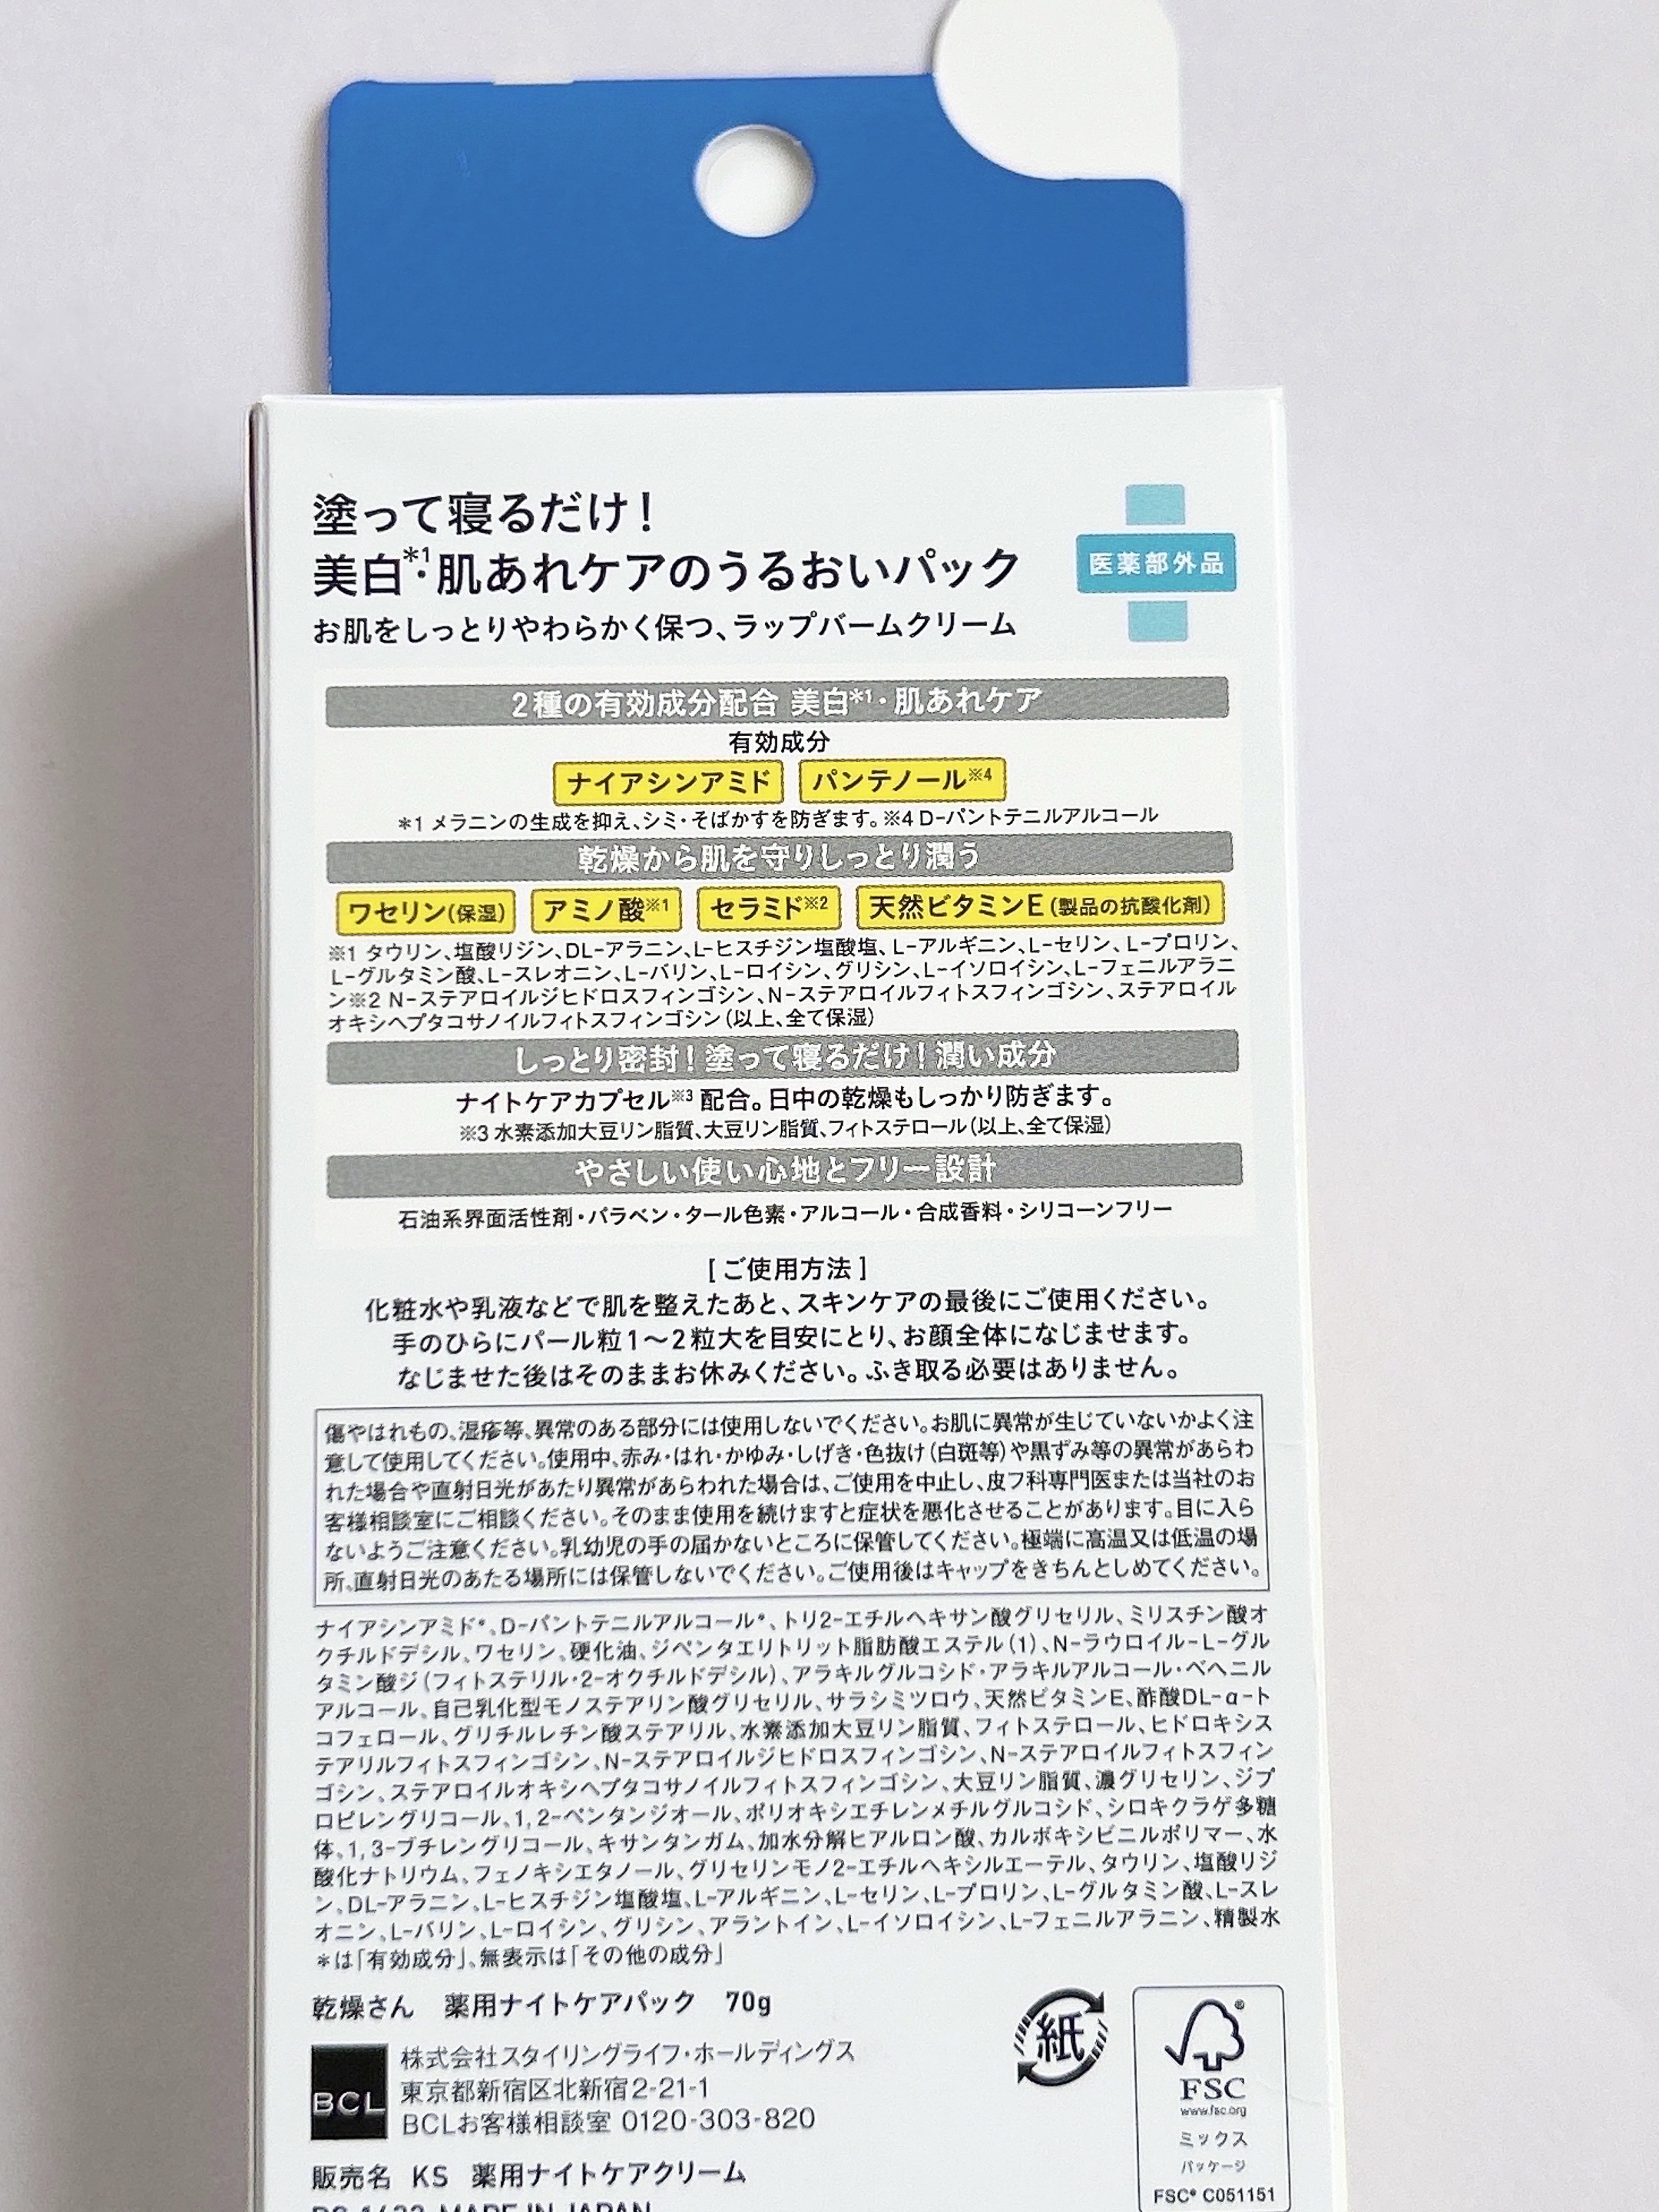 塗って寝るだけ!
美白*1・肌あれケアのうるおいパック
お肌をしっとりやわらかく保つ、ラップバームクリーム
医薬部外品
2種の有効成分配合 美白*1・肌あれケア
有効成分
ナイアシンアミド パンテノール※4
*1 メラニンの生成を抑え、シミ・そばかすを防ぎます。※4 D-パントテニルアルコール
乾燥から肌を守りしっとり潤う
ワセリン(保湿) アミノ酸※1 セラミド※2 天然ビタミンE(製品の抗酸化剤)
※1 タウリン、塩酸リジン、DL-アラニン、L-ヒスチジン塩酸塩、L-アルギニン、L-セリン、L-プロリン、
L-グルタミン酸、L-スレオニン、L-バリン、L-ロイシン、グリシン、L-イソロイシン、L-フェニルアラニ
ン※2 N-ステアロイルジヒドロスフィンゴシン、N-ステアロイルフィトスフィンゴシン、ステアロイル
オキシヘプタコサノイルフィトスフィンゴシン(以上、全て保湿)
しっとり密封!塗って寝るだけ!潤い成分
ナイトケアカプセル※3 配合。日中の乾燥もしっかり防ぎます。
※3 水素添加大豆リン脂質、大豆リン脂質、フィトステロール(以上、全て保湿)
やさしい使い心地とフリー設計
石油系界面活性剤・パラベン・タール色素・アルコール・合成香料・シリコーンフリー
[ご使用方法]
化粧水や乳液などで肌を整えたあと、スキンケアの最後にご使用ください。
手のひらにパール粒1〜2粒大を目安にとり、お顔全体になじませます。
なじませた後はそのままお休みください。ふき取る必要はありません。
傷やはれもの、湿疹等、異常のある部分には使用しないでください。お肌に異常が生じていないかよく注
意して使用してください。使用中、赤み・はれ・かゆみ・しげき・色抜け(白斑等)や黒ずみ等の異常があらわ
れた場合や直射日光があたり異常があらわれた場合は、ご使用を中止し、皮フ科専門医または当社のお
客様相談室にご相談ください。そのまま使用を続けますと症状を悪化させることがあります。目に入ら
ないようご注意ください。乳幼児の手の届かないところに保管してください。極端に高温又は低温の場
所、直射日光のあたる場所には保管しないでください。ご使用後はキャップをきちんとしめてください。
ナイアシンアミド*、D-パントテニルアルコール*、トリ2-エチルヘキサン酸グリセリル、ミリスチン酸オ
クチルドデシル、ワセリン、硬化油、ジペンタエリトリット脂肪酸エステル(1)、N-ラウロイル-L-グル
タミン酸ジ(フィトステリル・2-オクチルドデシル)、アラキルグルコシド・アラキルアルコール・ベヘニル
アルコール、自己乳化型モノステアリン酸グリセリル、サラシミツロウ、天然ビタミンE、酢酸DL-α-ト
コフェロール、グリチルレチン酸ステアリル、水素添加大豆リン脂質、フィトステロール、ヒドロキシス
テアリルフィトスフィンゴシン、N-ステアロイルジヒドロスフィンゴシン、N-ステアロイルフィトスフィン
ゴシン、ステアロイルオキシヘプタコサノイルフィトスフィンゴシン、大豆リン脂質、濃グリセリン、ジプ
ロピレングリコール、1,2-ペンタンジオール、ポリオキシエチレンメチルグルコシド、シロキクラゲ多糖
体、1,3-ブチレングリコール、キサンタンガム、加水分解ヒアルロン酸、カルボキシビニルポリマー、水
酸化ナトリウム、フェノキシエタノール、グリセリンモノ2-エチルヘキシルエーテル、タウリン、塩酸リジ
ン、DL-アラニン、L-ヒスチジン塩酸塩、L-アルギニン、L-セリン、L-プロリン、L-グルタミン酸、L-スレ
オニン、L-バリン、L-ロイシン、グリシン、アラントイン、L-イソロイシン、L-フェニルアラニン、精製水
*は「有効成分」、無表示は「その他の成分」
乾燥さん 薬用ナイトケアパック 70g
BCL
株式会社スタイリングライフ・ホールディングス
東京都新宿区北新宿2-21-1
BCLお客様相談室 0120-303-820
販売名 KS 薬用ナイトケアクリーム
MADE IN JAPAN
紙
®
FSC
www.fsc.org
ミックス
パッケージ
FSC® C051151